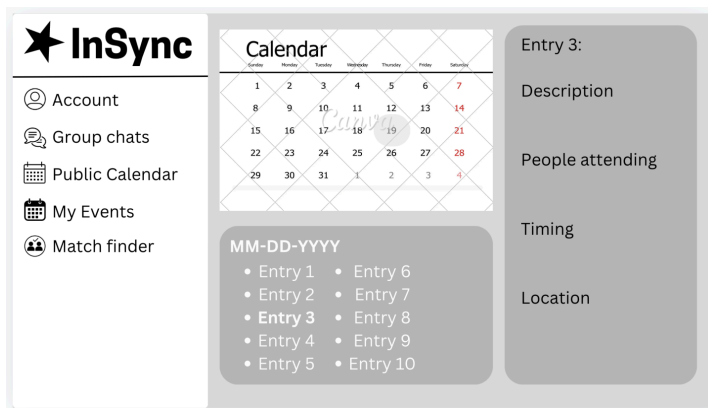 InSync
Account
Group chats
Public Calendar
My Events
Match finder
Calendar
Sunday Monday Tuesday Wednesday Thursday Friday Saturday
1 2 3 4 5 6 7
8 9 10 11 12 13 14
15 16 17 18 19 20 21
22 23 24 25 26 27 28
29 30 31 1 2 3 4
Canva
MM-DD-YYYY
• Entry 1 • Entry 6
• Entry 2 • Entry 7
• Entry 3 • Entry 8
• Entry 4 • Entry 9
• Entry 5 • Entry 10
Entry 3:
Description
People attending
Timing
Location